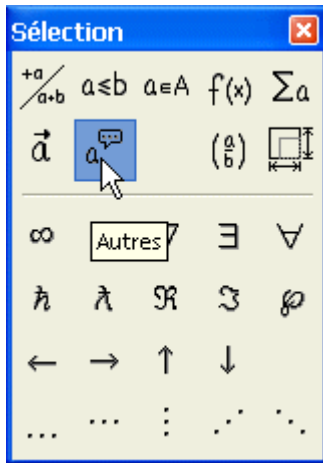 Sélection
+a/a+b a≤b a∈A f(x) Σa
a⃗ a (a b)
∞ Autres ∃ ∀
ℏ ƛ ℜ ℑ ℘
← → ↑ ↓
… ⋯ ⋮ ⋰ ⋱